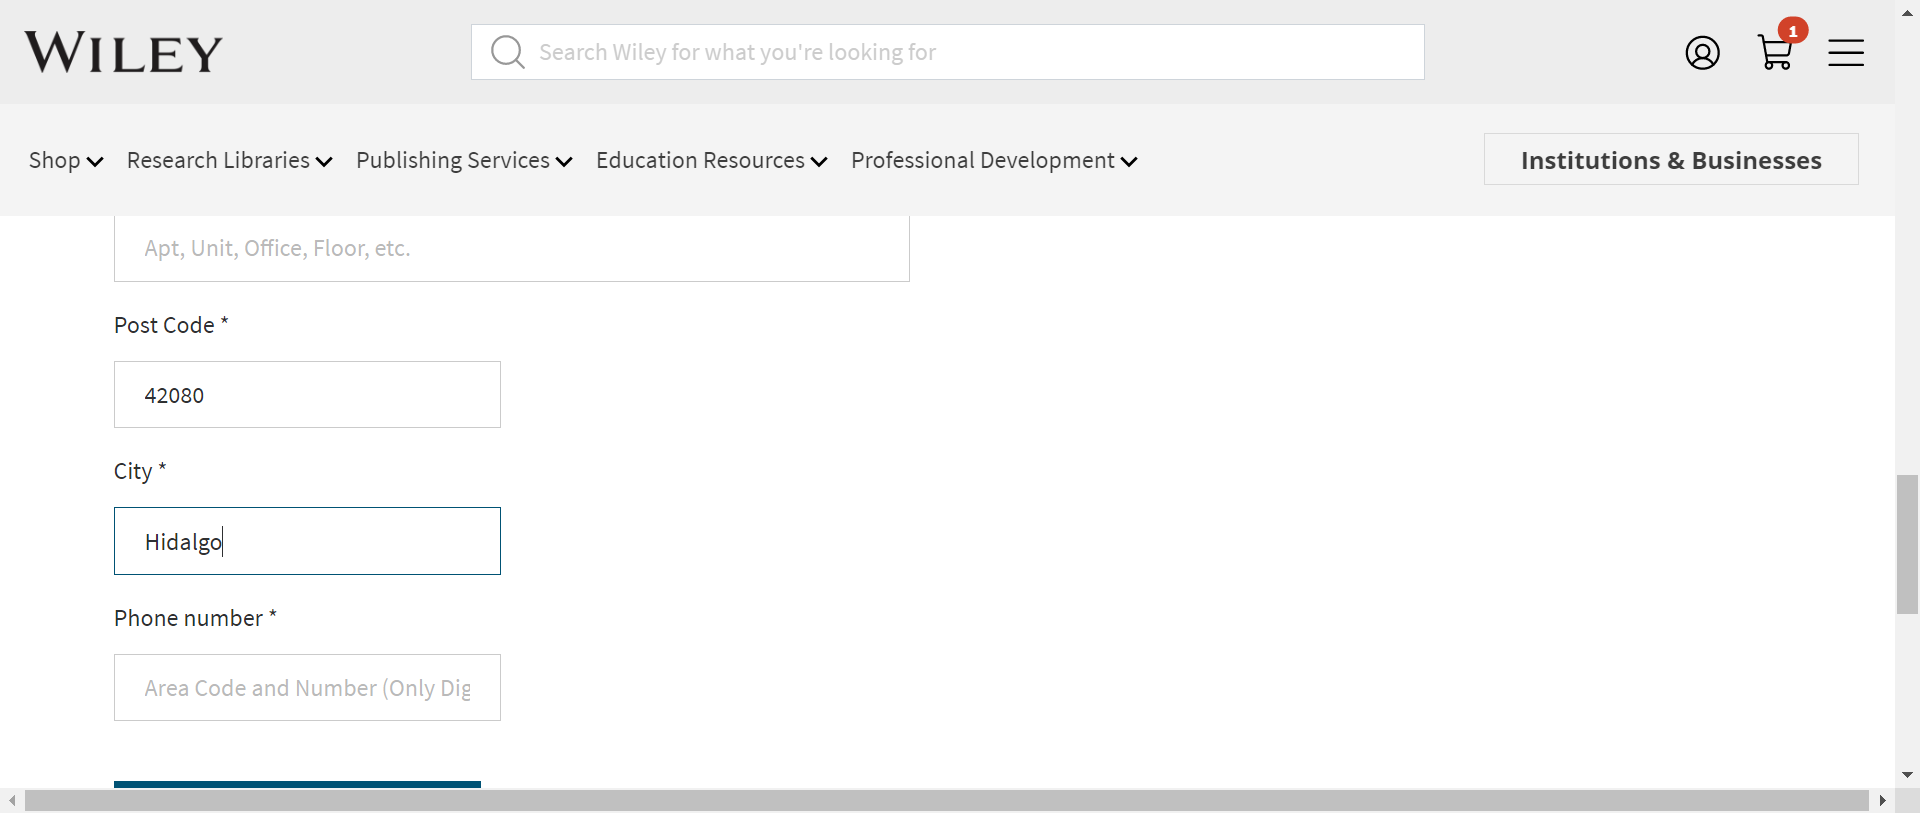 WILEY
Search Wiley for what you're looking for
1
Shop
Research Libraries
Publishing Services
Education Resources
Professional Development
Institutions & Businesses
Apt, Unit, Office, Floor, etc.
Post Code *
42080
City *
Hidalgo
Phone number *
Area Code and Number (Only Dig